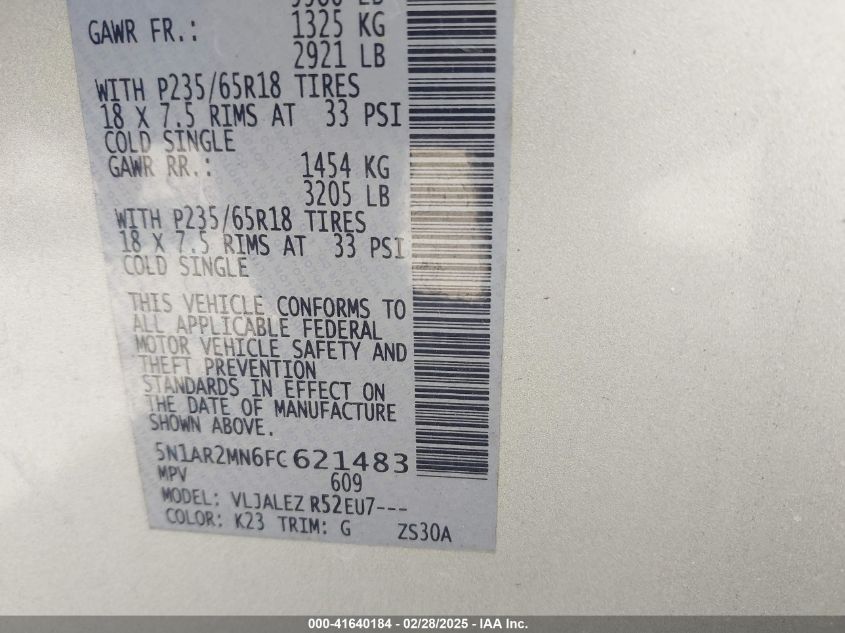 GAWR FR.: 1325 KG
2921 LB
WITH P235/65R18 TIRES
18 X 7.5 RIMS AT 33 PSI
COLD SINGLE
GAWR RR.: 1454 KG
3205 LB
WITH P235/65R18 TIRES
18 X 7.5 RIMS AT 33 PSI
COLD SINGLE
THIS VEHICLE CONFORMS TO
ALL APPLICABLE FEDERAL
MOTOR VEHICLE SAFETY AND
THEFT PREVENTION
STANDARDS IN EFFECT ON
THE DATE OF MANUFACTURE
SHOWN ABOVE.
5N1AR2MN6FC621483
MPV 609
MODEL: VLJALEZ R52EU7---
COLOR: K23 TRIM: G ZS30A
000-41640184 - 02/28/2025 - IAA Inc.